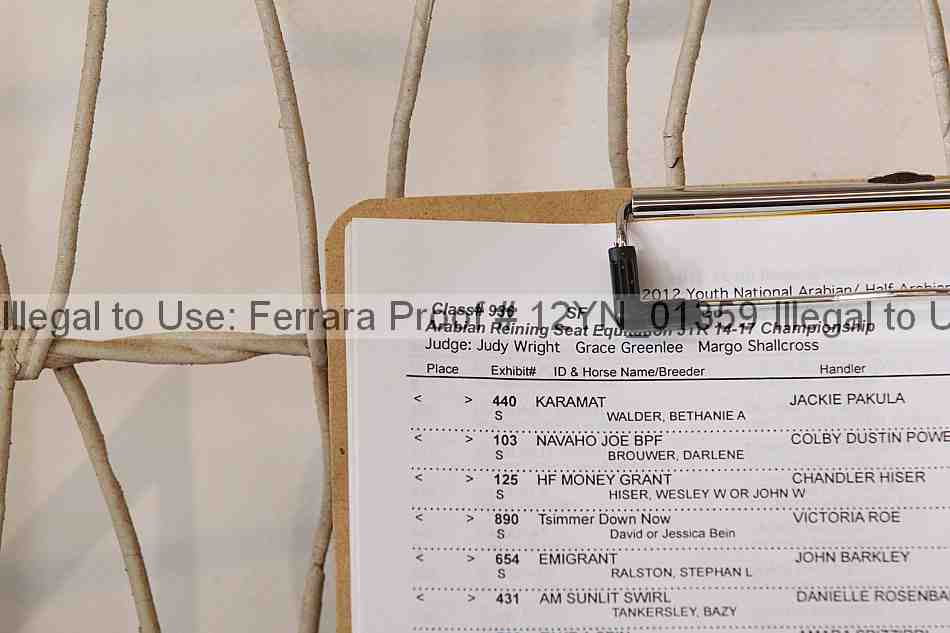 2012 Youth National Arabian/ Half Arabian
Illegal to Use: Ferrara Proof # 12YN_01359 Illegal to U
Class# 936 SF
Arabian Reining Seat JTR 14-17 Championship
Judge: Judy Wright Grace Greenlee Margo Shallcross
Place Exhibit# ID & Horse Name/Breeder Handler
< > 440 KARAMAT JACKIE PAKULA
S WALDER, BETHANIE A
< > 103 NAVAHO JOE BPF COLBY DUSTIN POWE
S BROUWER, DARLENE
< > 125 HF MONEY GRANT CHANDLER HISER
S HISER, WESLEY W OR JOHN W
< > 890 Tsimmer Down Now VICTORIA ROE
S David or Jessica Bein
< > 654 EMIGRANT JOHN BARKLEY
S RALSTON, STEPHAN L
< > 431 AM SUNLIT SWIRL DANIELLE ROSENBA
TANKERSLEY, BAZY